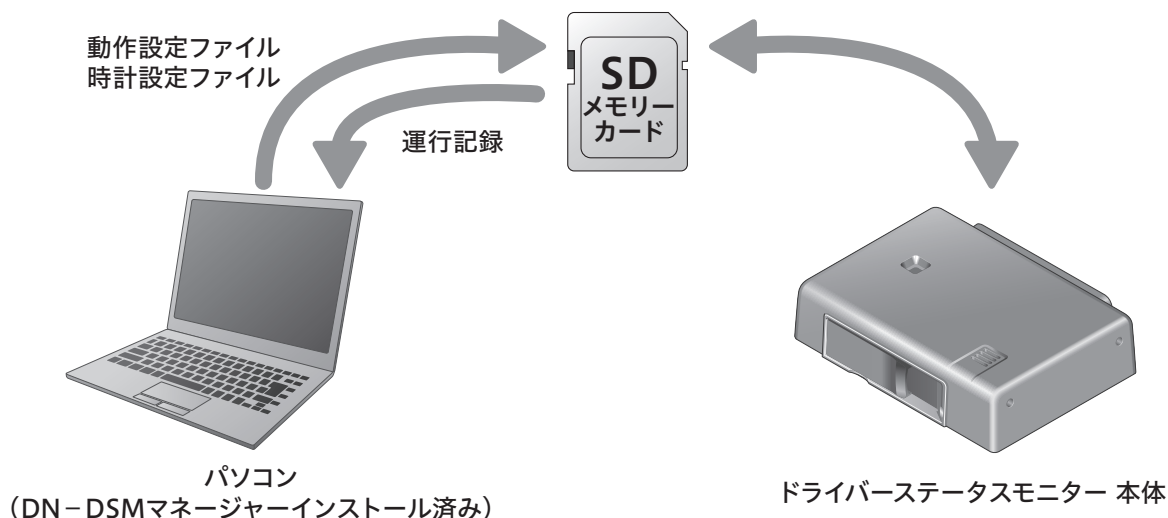 動作設定ファイル
時計設定ファイル
SD
メモリー
カード
運行記録
パソコン
（DN−DSMマネージャーインストール済み）
ドライバーステータスモニター 本体